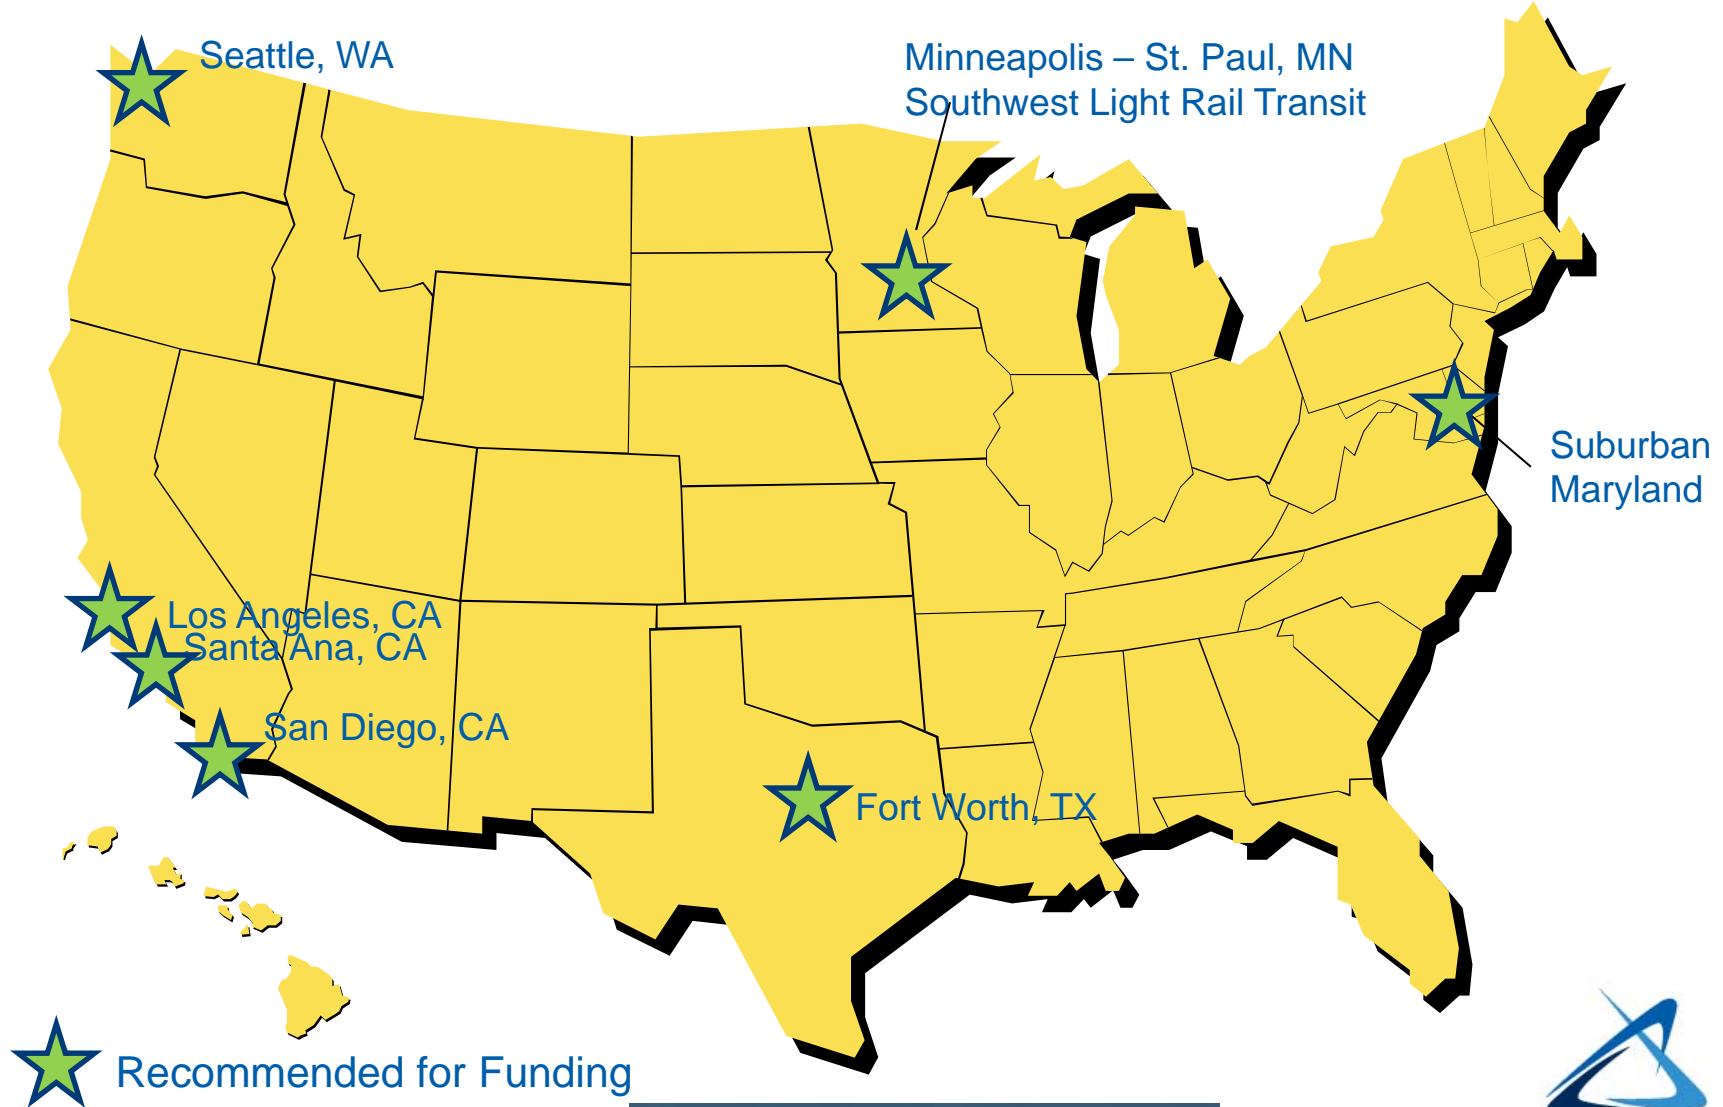 Seattle, WA
Minneapolis – St. Paul, MN
Southwest Light Rail Transit
Suburban
Maryland
Los Angeles, CA
Santa Ana, CA
San Diego, CA
Fort Worth, TX
Recommended for Funding